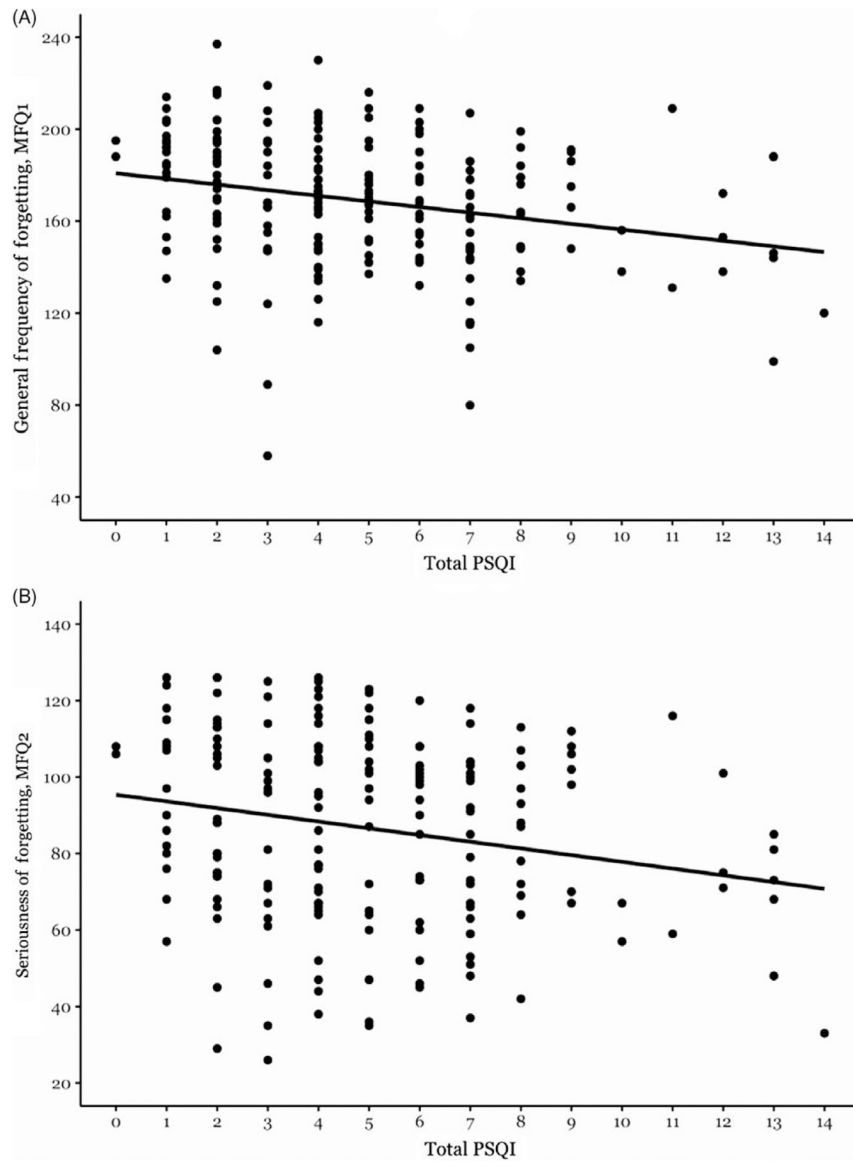 (A)
General frequency of forgetting, MFQ1
240
200
160
120
80
40
0 1 2 3 4 5 6 7 8 9 10 11 12 13 14
Total PSQI
(B)
Seriousness of forgetting, MFQ2
140
120
100
80
60
40
20
0 1 2 3 4 5 6 7 8 9 10 11 12 13 14
Total PSQI